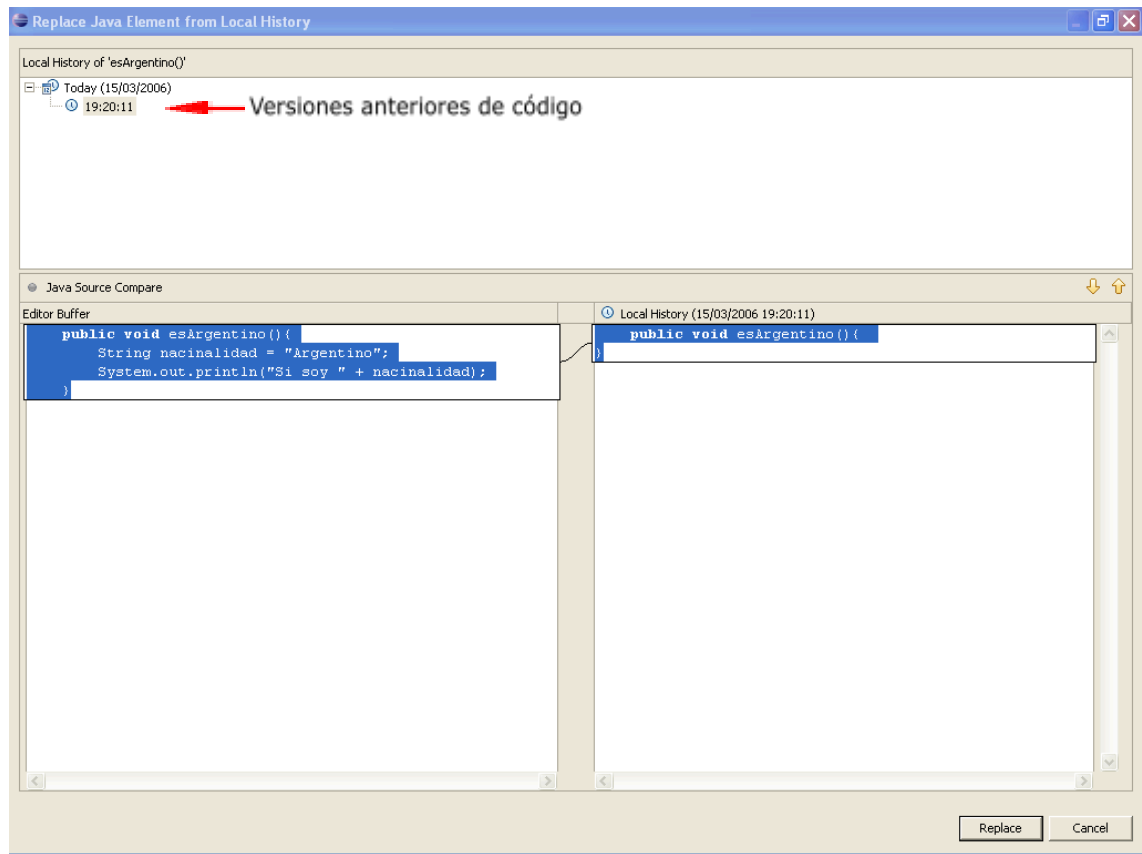 Replace Java Element from Local History
Local History of 'esArgentino()'
Today (15/03/2006)
19:20:11
Versiones anteriores de código
Java Source Compare
Editor Buffer
Local History (15/03/2006 19:20:11)
public void esArgentino(){
String nacinalidad = "Argentino";
System.out.println("Si soy " + nacinalidad);
}
public void esArgentino(){
}
Replace
Cancel